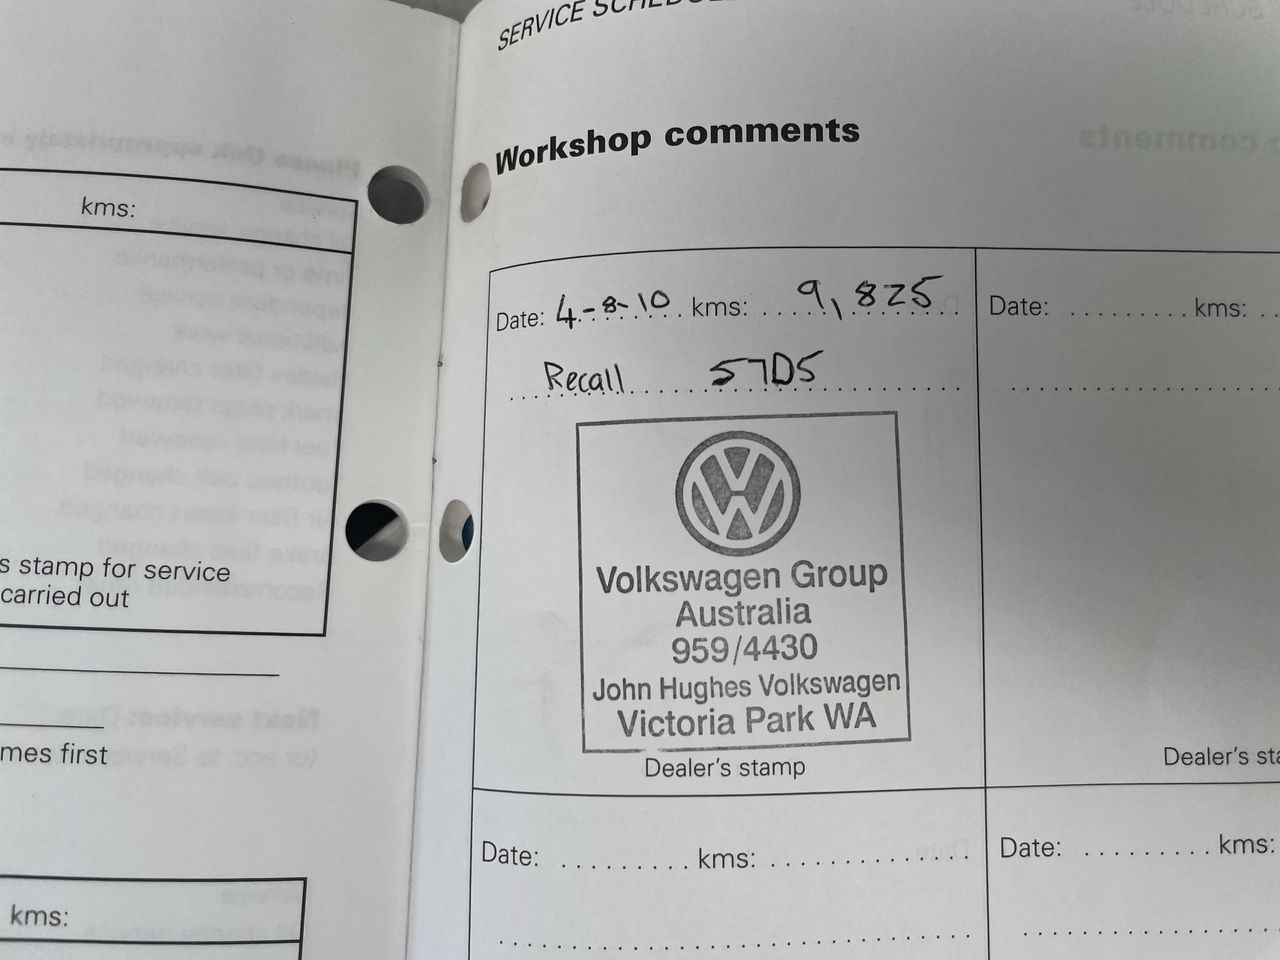 SERVICE SCHEDULE
Workshop comments
kms:
s stamp for service
carried out
mes first
kms:
Date: 4-8-10 kms: 9,825
Recall 57D5
VW
Volkswagen Group
Australia
959/4430
John Hughes Volkswagen
Victoria Park WA
Dealer's stamp
Date: kms:
Dealer's sta
Date: kms:
Date: kms: